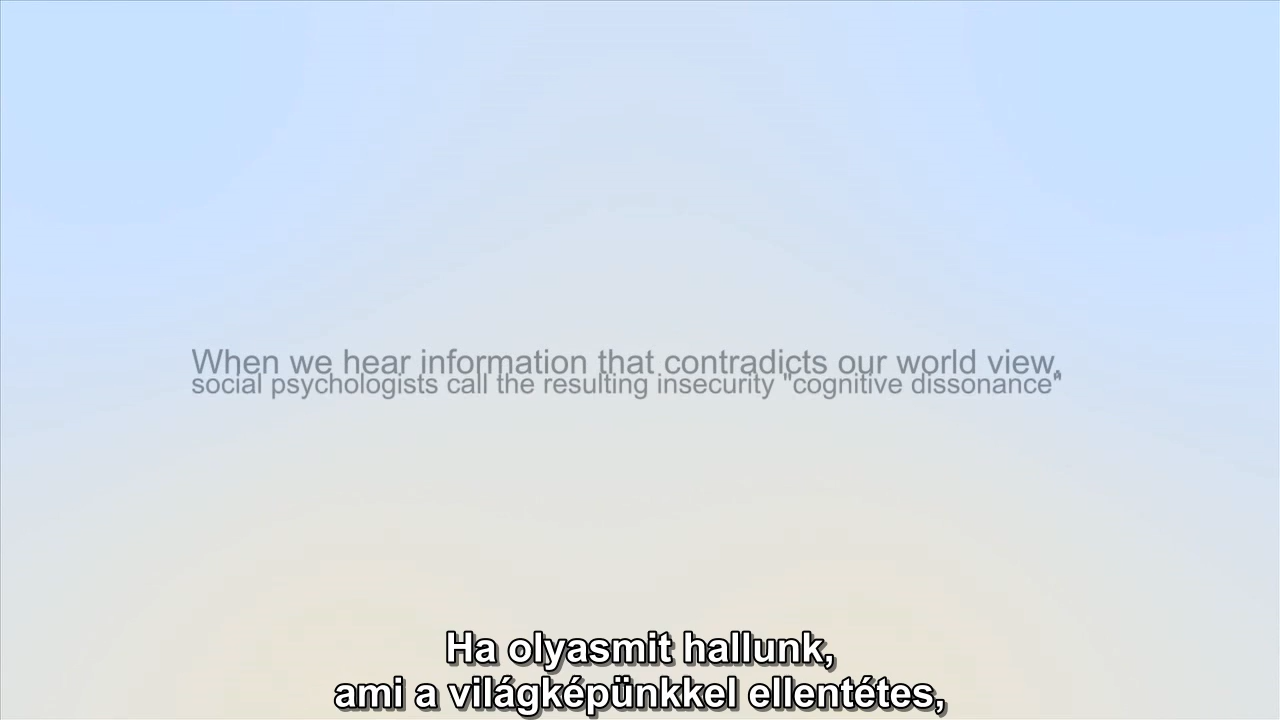 When we hear information that contradicts our world view,
social psychologists call the resulting insecurity "cognitive dissonance"
Ha olyasmit hallunk,
ami a világképünkkel ellentétes,